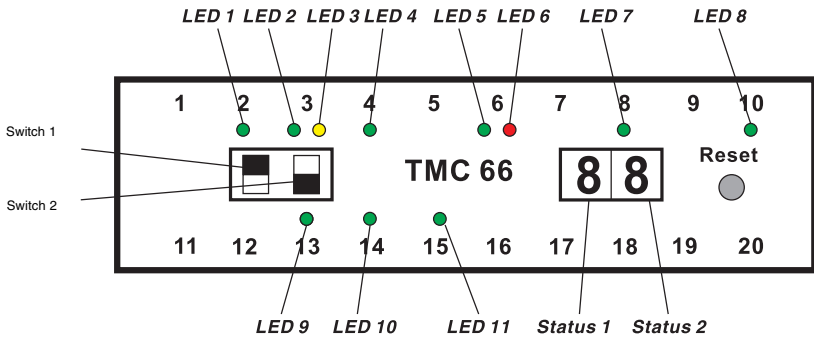 LED 1 LED 2 LED 3 LED 4 LED 5 LED 6 LED 7 LED 8
1 2 3 4 5 6 7 8 9 10
Switch 1
Reset
TMC 66
8 8
Switch 2
11 12 13 14 15 16 17 18 19 20
LED 9 LED 10 LED 11 Status 1 Status 2